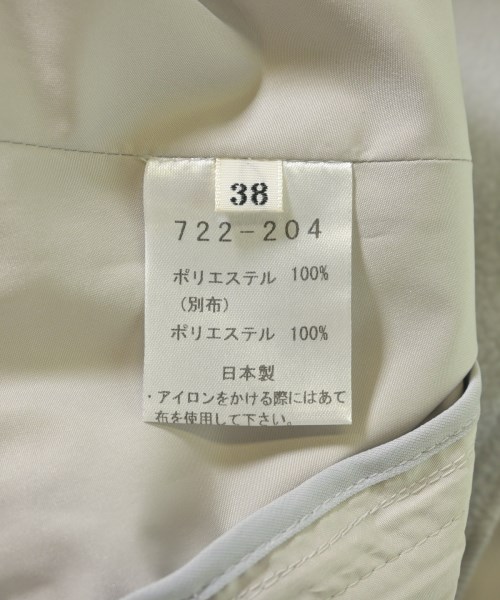 38
722-204
ポリエステル 100%
(別布)
ポリエステル 100%
日本製
・アイロンをかける際にはあて
布を使用して下さい。